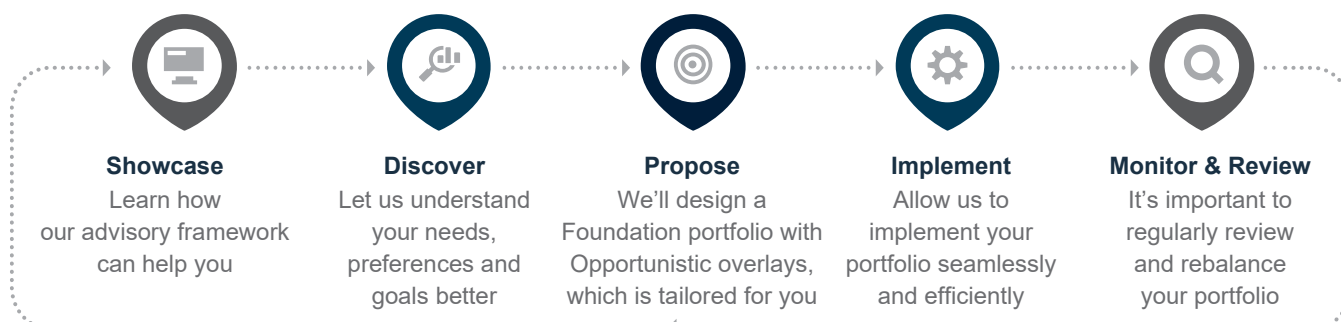 Showcase
Learn how
our advisory framework
can help you
Discover
Let us understand
your needs,
preferences and
goals better
Propose
We'll design a
Foundation portfolio with
Opportunistic overlays,
which is tailored for you
Implement
Allow us to
implement your
portfolio seamlessly
and efficiently
Monitor & Review
It's important to
regularly review
and rebalance
your portfolio